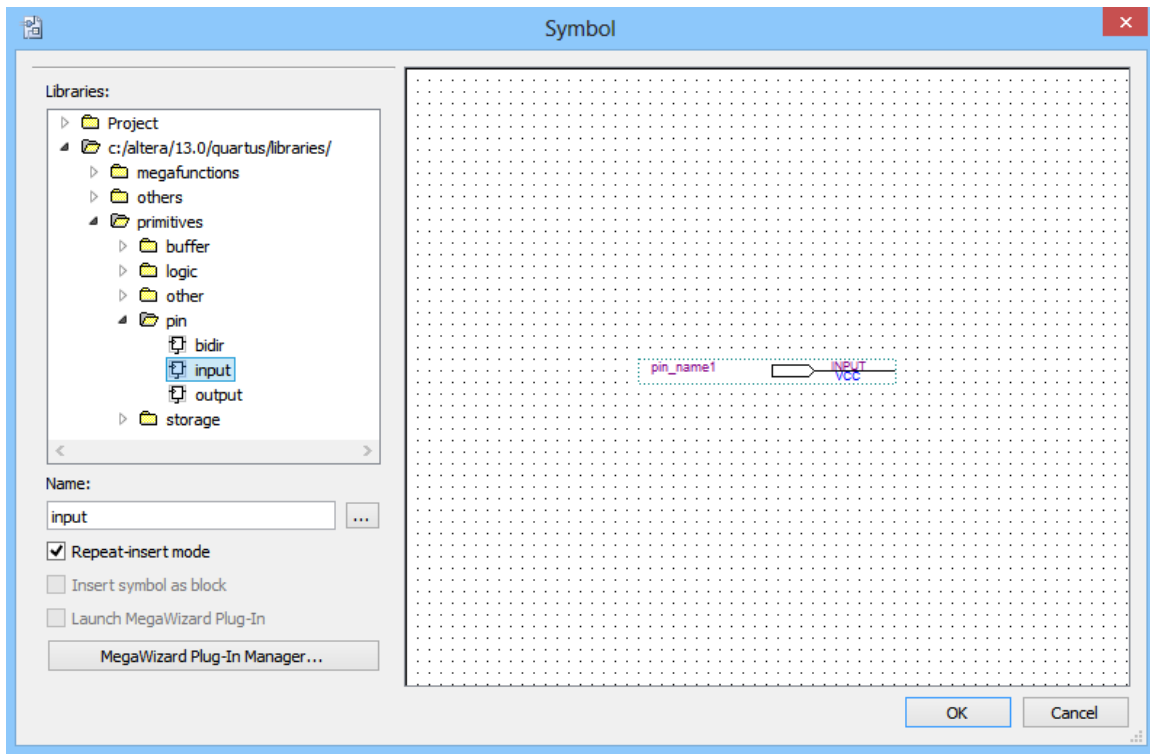 Symbol
Libraries:
Project
c:/altera/13.0/quartus/libraries/
megafunctions
others
primitives
buffer
logic
other
pin
bidir
input
output
storage
Name:
input
...
Repeat-insert mode
Insert symbol as block
Launch MegaWizard Plug-In
MegaWizard Plug-In Manager...
pin_name1
INPUT
VCC
OK
Cancel